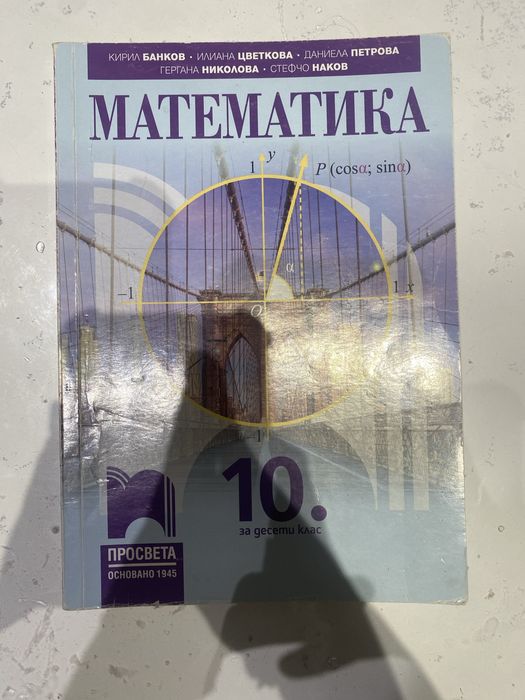 КИРИЛ БАНКОВ · ИЛИАНА ЦВЕТКОВА · ДАНИЕЛА ПЕТРОВА
ГЕРГАНА НИКОЛОВА · СТЕФЧО НАКОВ
МАТЕМАТИКА
1 y P (cosα; sinα)
α
–1 1 x
O
–1
10.
за десети клас
ПРОСВЕТА
ОСНОВАНО 1945